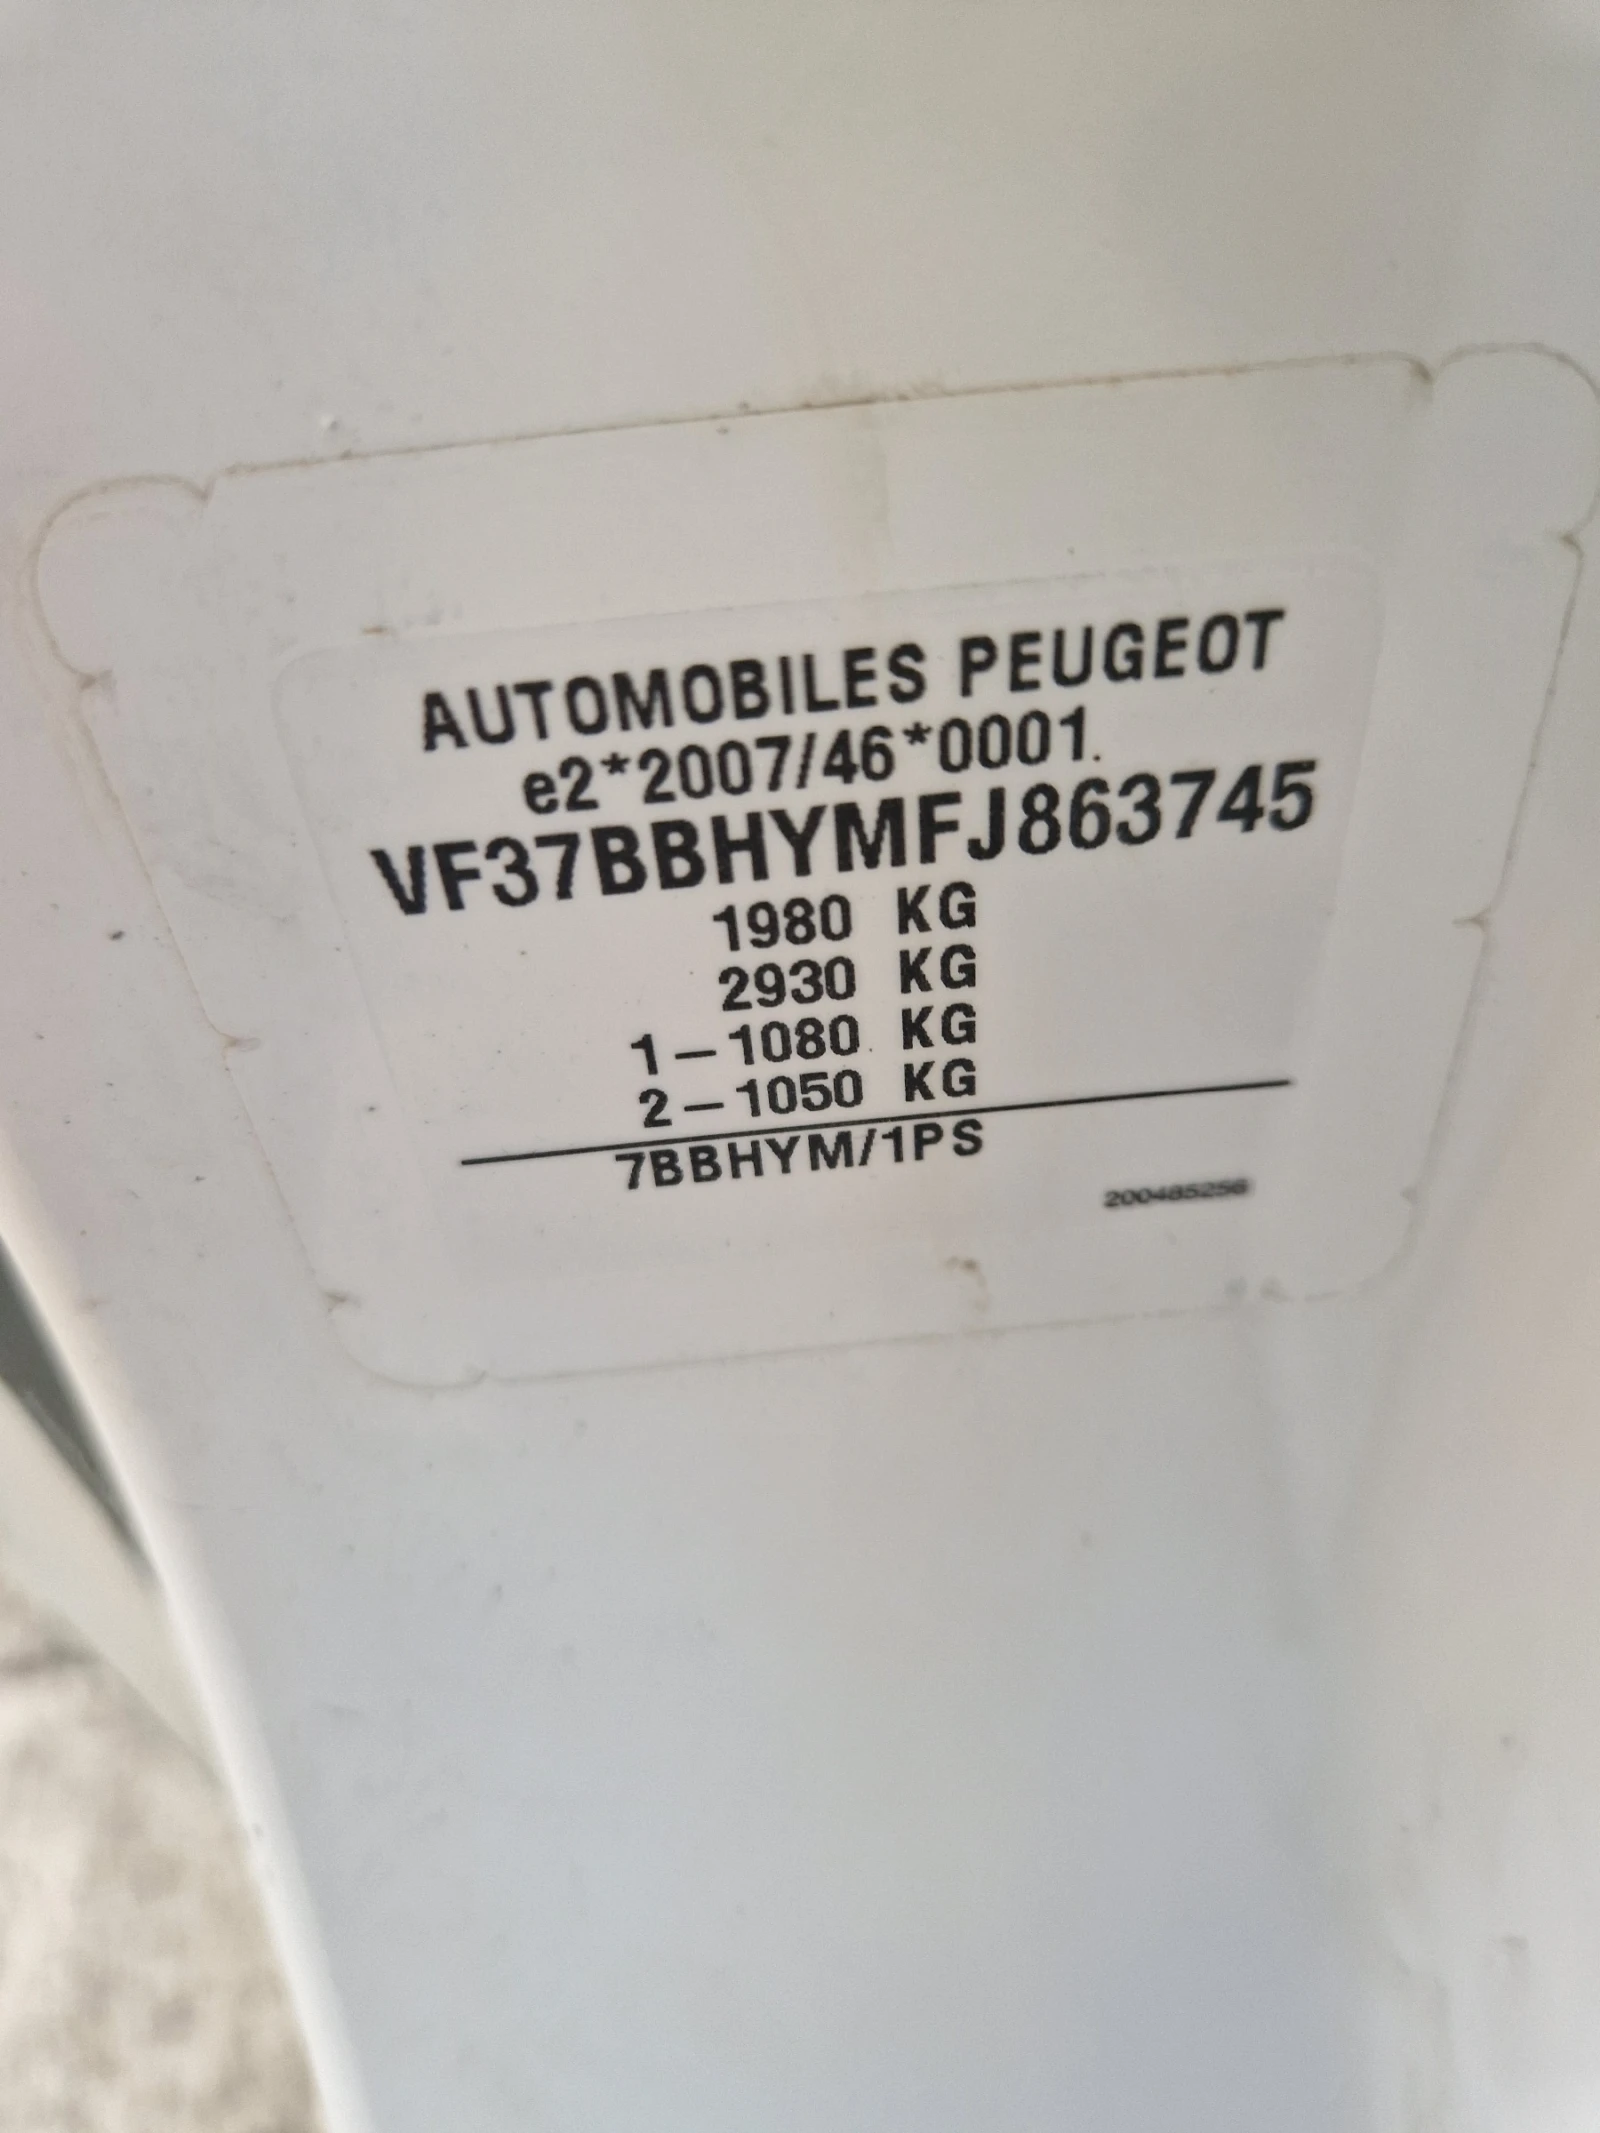 AUTOMOBILES PEUGEOT
e2*2007/46*0001.
VF37BBHYMFJ863745
1980 KG
2930 KG
1-1080 KG
2-1050 KG
7BBHYM/1PS
200485256